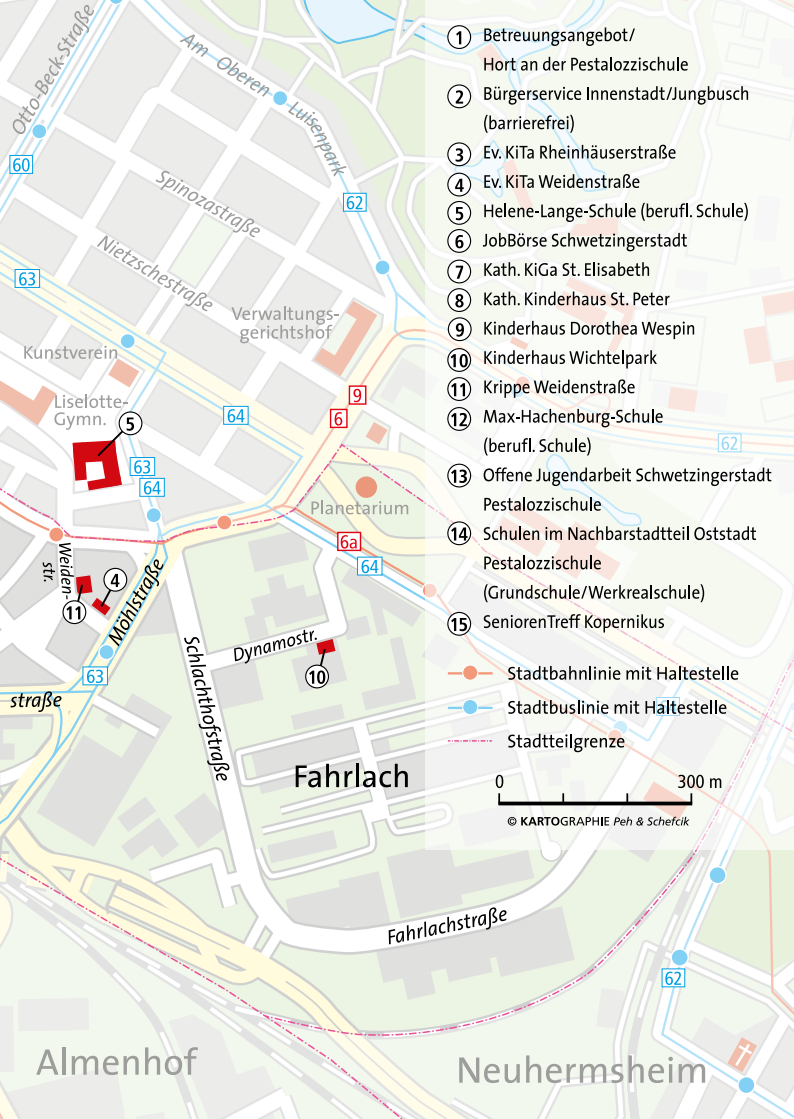 Otto-Beck-Straße
Am Oberen Luisenpark
60
62
Spinozastraße
Nietzschestraße
63
Verwaltungs-
gerichtshof
Kunstverein
Liselotte-
Gymn.
5
64
9
6
63
64
Planetarium
6a
64
Weiden-
str.
4
11
Möhlstraße
63
straße
Dynamostr.
10
Schlachthofstraße
Fahrlach
Fahrlachstraße
Almenhof
Neuhermsheim
62
62
1 Betreuungsangebot/
Hort an der Pestalozzischule
2 Bürgerservice Innenstadt/Jungbusch
(barrierefrei)
3 Ev. KiTa Rheinhäuserstraße
4 Ev. KiTa Weidenstraße
5 Helene-Lange-Schule (berufl. Schule)
6 JobBörse Schwetzingerstadt
7 Kath. KiGa St. Elisabeth
8 Kath. Kinderhaus St. Peter
9 Kinderhaus Dorothea Wespin
10 Kinderhaus Wichtelpark
11 Krippe Weidenstraße
12 Max-Hachenburg-Schule
(berufl. Schule)
13 Offene Jugendarbeit Schwetzingerstadt
Pestalozzischule
14 Schulen im Nachbarstadtteil Oststadt
Pestalozzischule
(Grundschule/Werkrealschule)
15 SeniorenTreff Kopernikus
Stadtbahnlinie mit Haltestelle
Stadtbuslinie mit Haltestelle
Stadtteilgrenze
0 300 m
© KARTOGRAPHIE Peh & Schefcik